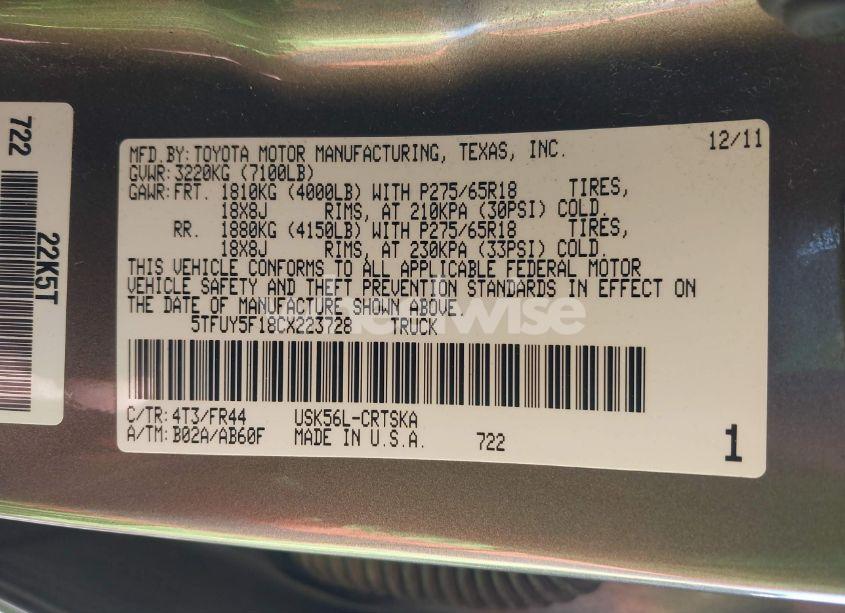 722
22K5T
MFD.BY:TOYOTA MOTOR MANUFACTURING, TEXAS, INC. 12/11
GVWR:3220KG (7100LB)
GAWR:FRT. 1810KG (4000LB) WITH P275/65R18 TIRES,
18X8J RIMS, AT 210KPA (30PSI) COLD.
RR. 1880KG (4150LB) WITH P275/65R18 TIRES,
18X8J RIMS, AT 230KPA (33PSI) COLD.
THIS VEHICLE CONFORMS TO ALL APPLICABLE FEDERAL MOTOR
VEHICLE SAFETY AND THEFT PREVENTION STANDARDS IN EFFECT ON
THE DATE OF MANUFACTURE SHOWN ABOVE.
5TFUY5F18CX223728 TRUCK
C/TR:4T3/FR44 USK56L-CRTSKA
A/TM:B02A/AB60F MADE IN U.S.A. 722
1